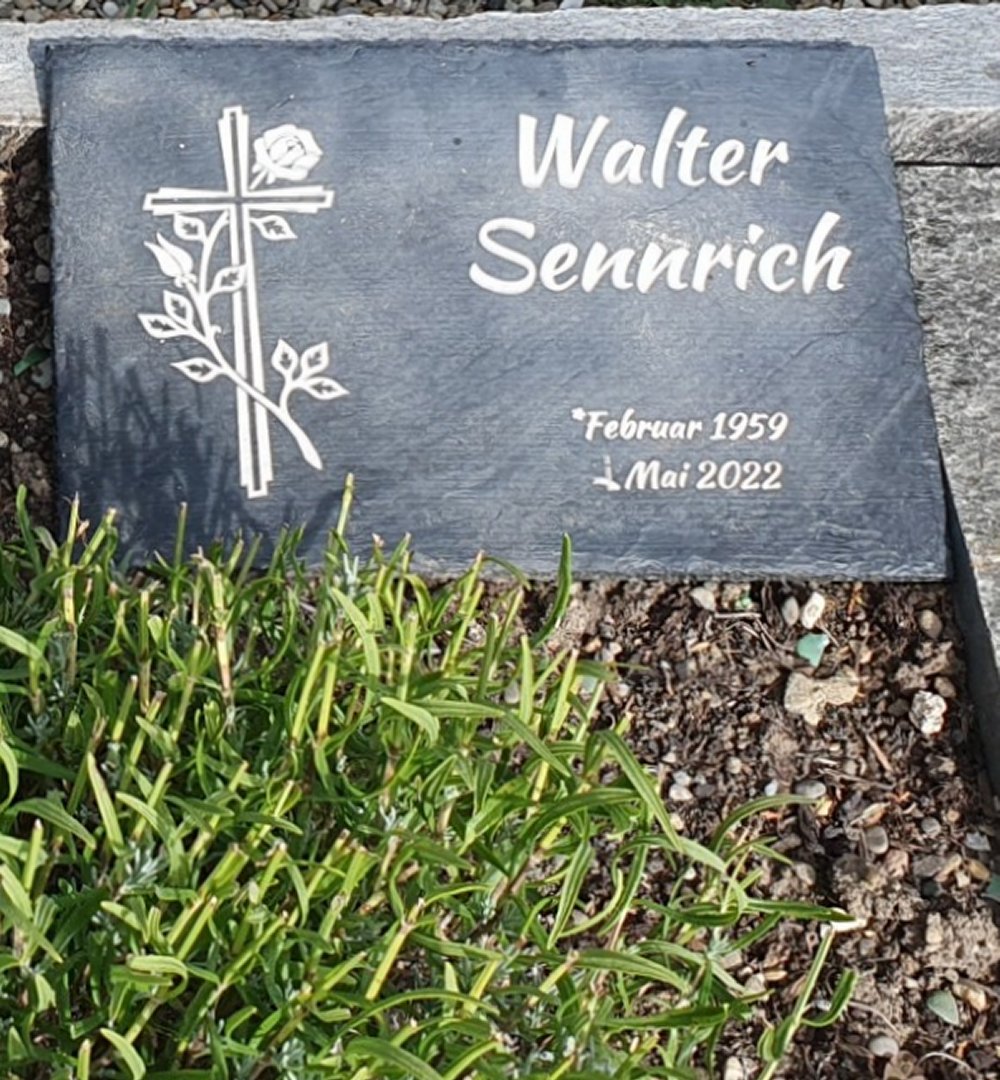 Walter
Sennrich
*Februar 1959
Mai 2022